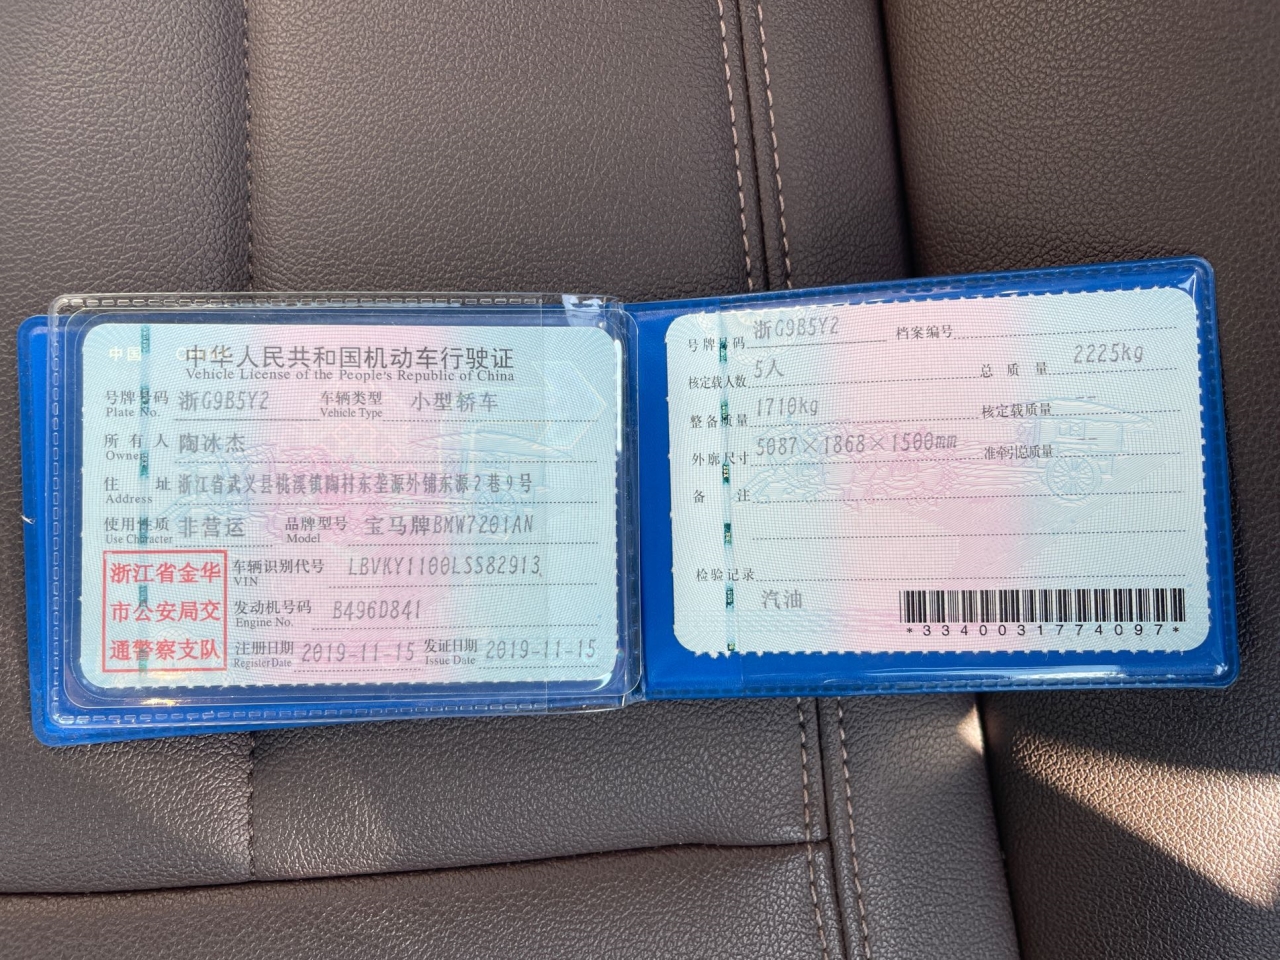 中国 CHINA
中华人民共和国机动车行驶证
Vehicle License of the People's Republic of China
号牌号码 浙G9B5Y2 车辆类型 小型轿车
Plate No. Vehicle Type
所有人 陶冰杰
Owner
住址 浙江省武义县桃溪镇陶村东垄源外铺东源2巷9号
Address
使用性质 非营运 品牌型号 宝马牌BMW7201AN
Use Character Model
浙江省金华
市公安局交
通警察支队
车辆识别代号 LBVKY1100LSS82913
VIN
发动机号码 B496D841
Engine No.
注册日期 2019-11-15 发证日期 2019-11-15
Register Date Issue Date
号牌号码 浙G9B5Y2 档案编号
核定载人数 5人 总质量 2225kg
整备质量 1710kg 核定载质量 --
外廓尺寸 5087×1868×1500mm 准牵引总质量 --
备注
检验记录
汽油
*3340031774097*